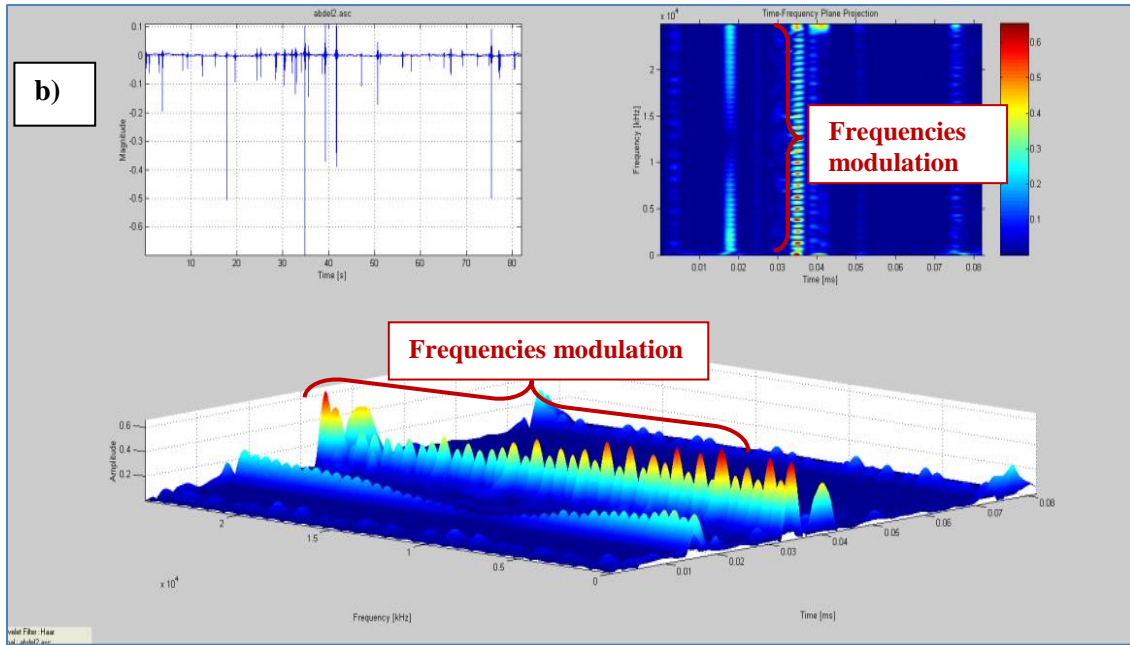 abdel2.asc
b)
0.1
0
-0.1
-0.2
-0.3
-0.4
-0.5
-0.6
Magnitude
10 20 30 40 50 60 70 80
Time [s]
x 10⁴
Time-Frequency Plane Projection
2
1.5
1
0.5
0
Frequency [kHz]
0.01 0.02 0.03 0.04 0.05 0.06 0.07 0.08
Time [ms]
Frequencies
modulation
0.6
0.5
0.4
0.3
0.2
0.1
Frequencies modulation
0.6
0.4
0.2
Amplitude
2
1.5
1
0.5
0
x 10⁴
Frequency [kHz]
0.01
0.02
0.03
0.04
0.05
0.06
0.07
0.08
Time [ms]
velet Filter :Haar
abdel2.asc